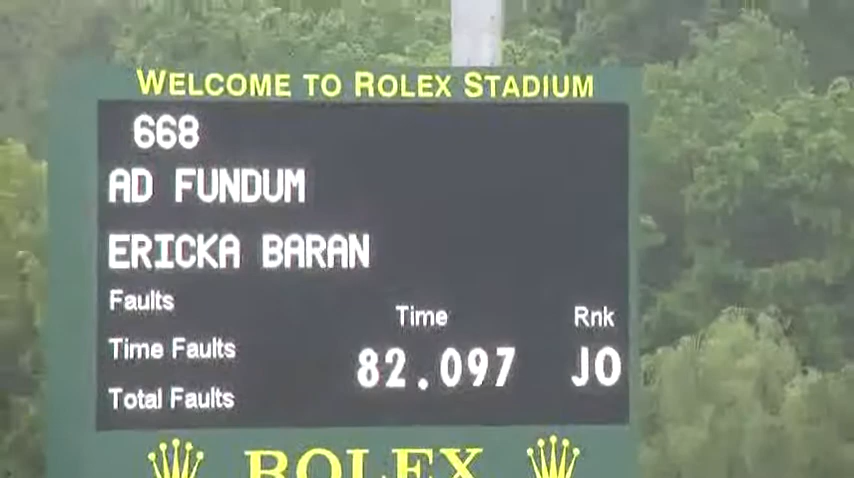 WELCOME TO ROLEX STADIUM
668
AD FUNDUM
ERICKA BARAN
Faults
Time Rnk
Time Faults
82.097 JO
Total Faults
ROLEX